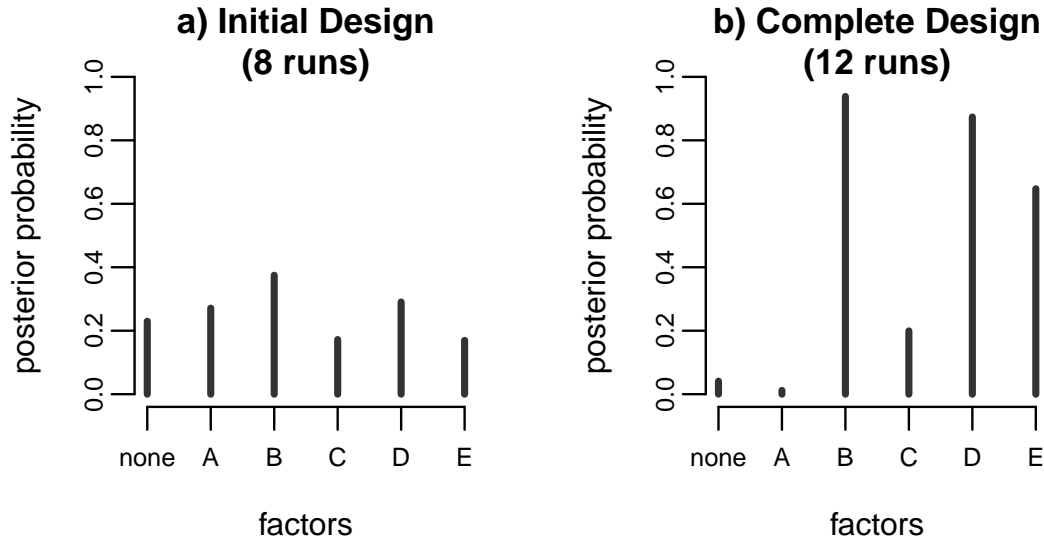 a) Initial Design
(8 runs)
posterior probability
1.0
0.8
0.6
0.4
0.2
0.0
none A B C D E
factors
b) Complete Design
(12 runs)
posterior probability
1.0
0.8
0.6
0.4
0.2
0.0
none A B C D E
factors